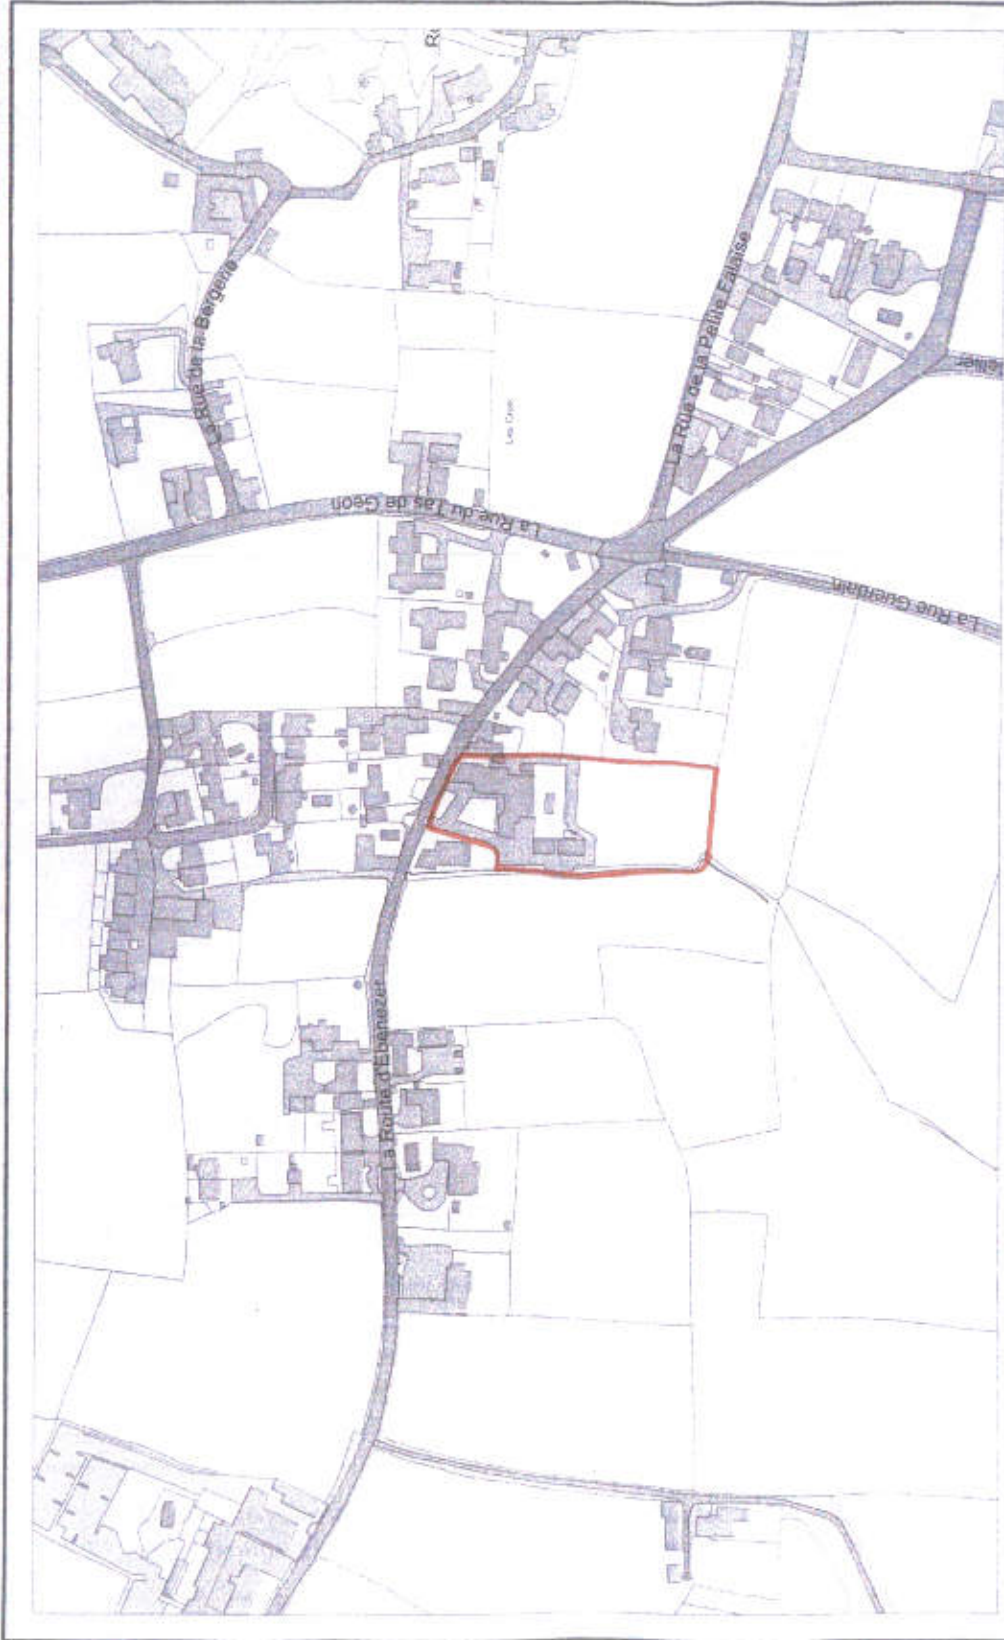 La Rue de la Bergerie
La Rue du Tas de Geon
La Rue de la Petite Falaise
La Rue Guerdain
La Route d'Ebenezer